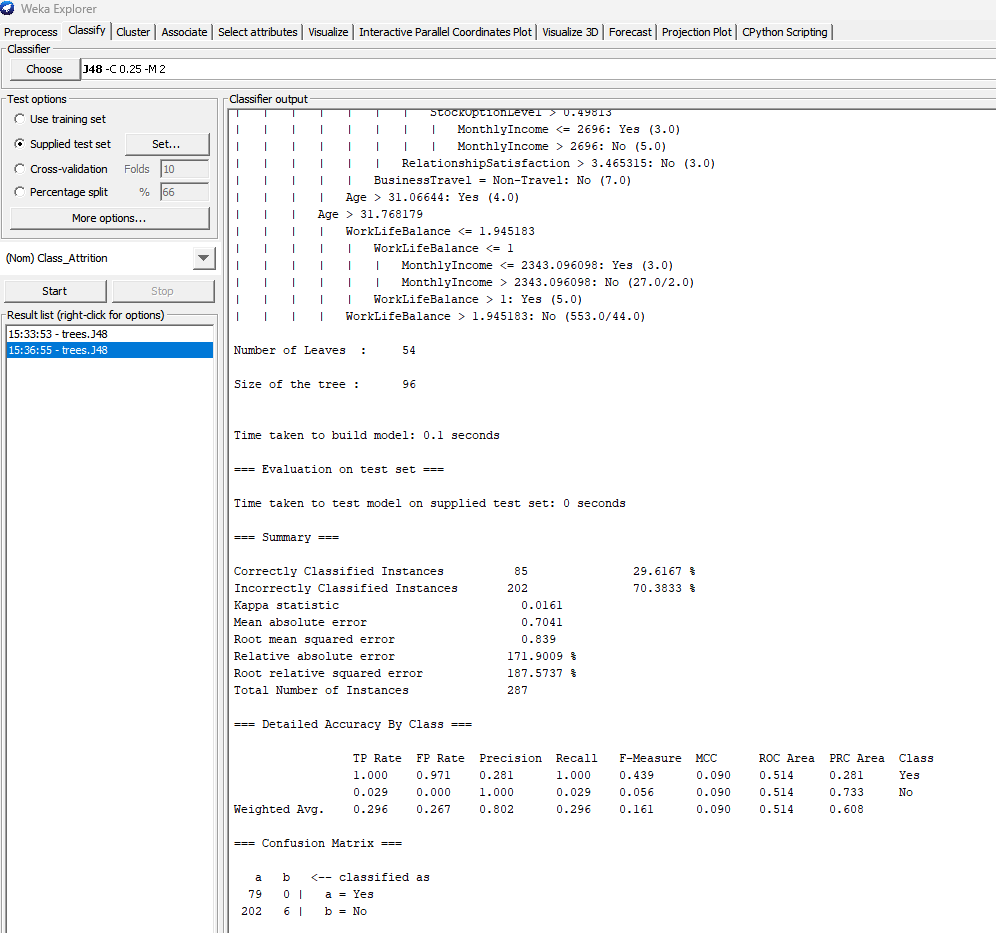 Weka Explorer
Preprocess Classify Cluster Associate Select attributes Visualize Interactive Parallel Coordinates Plot Visualize 3D Forecast Projection Plot CPython Scripting
Classifier
Choose J48 -C 0.25 -M 2
Test options
Use training set
Supplied test set Set...
Cross-validation Folds 10
Percentage split % 66
More options...
(Nom) Class_Attrition
Start Stop
Result list (right-click for options)
15:33:53 - trees.J48
15:36:55 - trees.J48
Classifier output
| | | | | | | StockOptionLevel > 0.49813
| | | | | | | | MonthlyIncome <= 2696: Yes (3.0)
| | | | | | | | MonthlyIncome > 2696: No (5.0)
| | | | | | RelationshipSatisfaction > 3.465315: No (3.0)
| | | | | BusinessTravel = Non-Travel: No (7.0)
| | | | Age > 31.06644: Yes (4.0)
| | | Age > 31.768179
| | | | WorkLifeBalance <= 1.945183
| | | | | WorkLifeBalance <= 1
| | | | | | MonthlyIncome <= 2343.096098: Yes (3.0)
| | | | | | MonthlyIncome > 2343.096098: No (27.0/2.0)
| | | | | WorkLifeBalance > 1: Yes (5.0)
| | | | WorkLifeBalance > 1.945183: No (553.0/44.0)
Number of Leaves : 54
Size of the tree : 96
Time taken to build model: 0.1 seconds
=== Evaluation on test set ===
Time taken to test model on supplied test set: 0 seconds
=== Summary ===
Correctly Classified Instances 85 29.6167 %
Incorrectly Classified Instances 202 70.3833 %
Kappa statistic 0.0161
Mean absolute error 0.7041
Root mean squared error 0.839
Relative absolute error 171.9009 %
Root relative squared error 187.5737 %
Total Number of Instances 287
=== Detailed Accuracy By Class ===
TP Rate FP Rate Precision Recall F-Measure MCC ROC Area PRC Area Class
1.000 0.971 0.281 1.000 0.439 0.090 0.514 0.281 Yes
0.029 0.000 1.000 0.029 0.056 0.090 0.514 0.733 No
Weighted Avg. 0.296 0.267 0.802 0.296 0.161 0.090 0.514 0.608
=== Confusion Matrix ===
a b <-- classified as
79 0 | a = Yes
202 6 | b = No